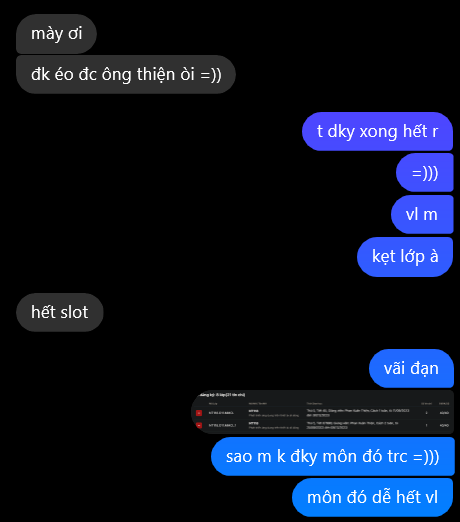 mày ơi
đk éo đc ông thiện òi =))
t dky xong hết r
=)))
vl m
kẹt lớp à
hết slot
vãi đạn
sao m k đky môn đó trc =)))
môn đó dễ hết vl